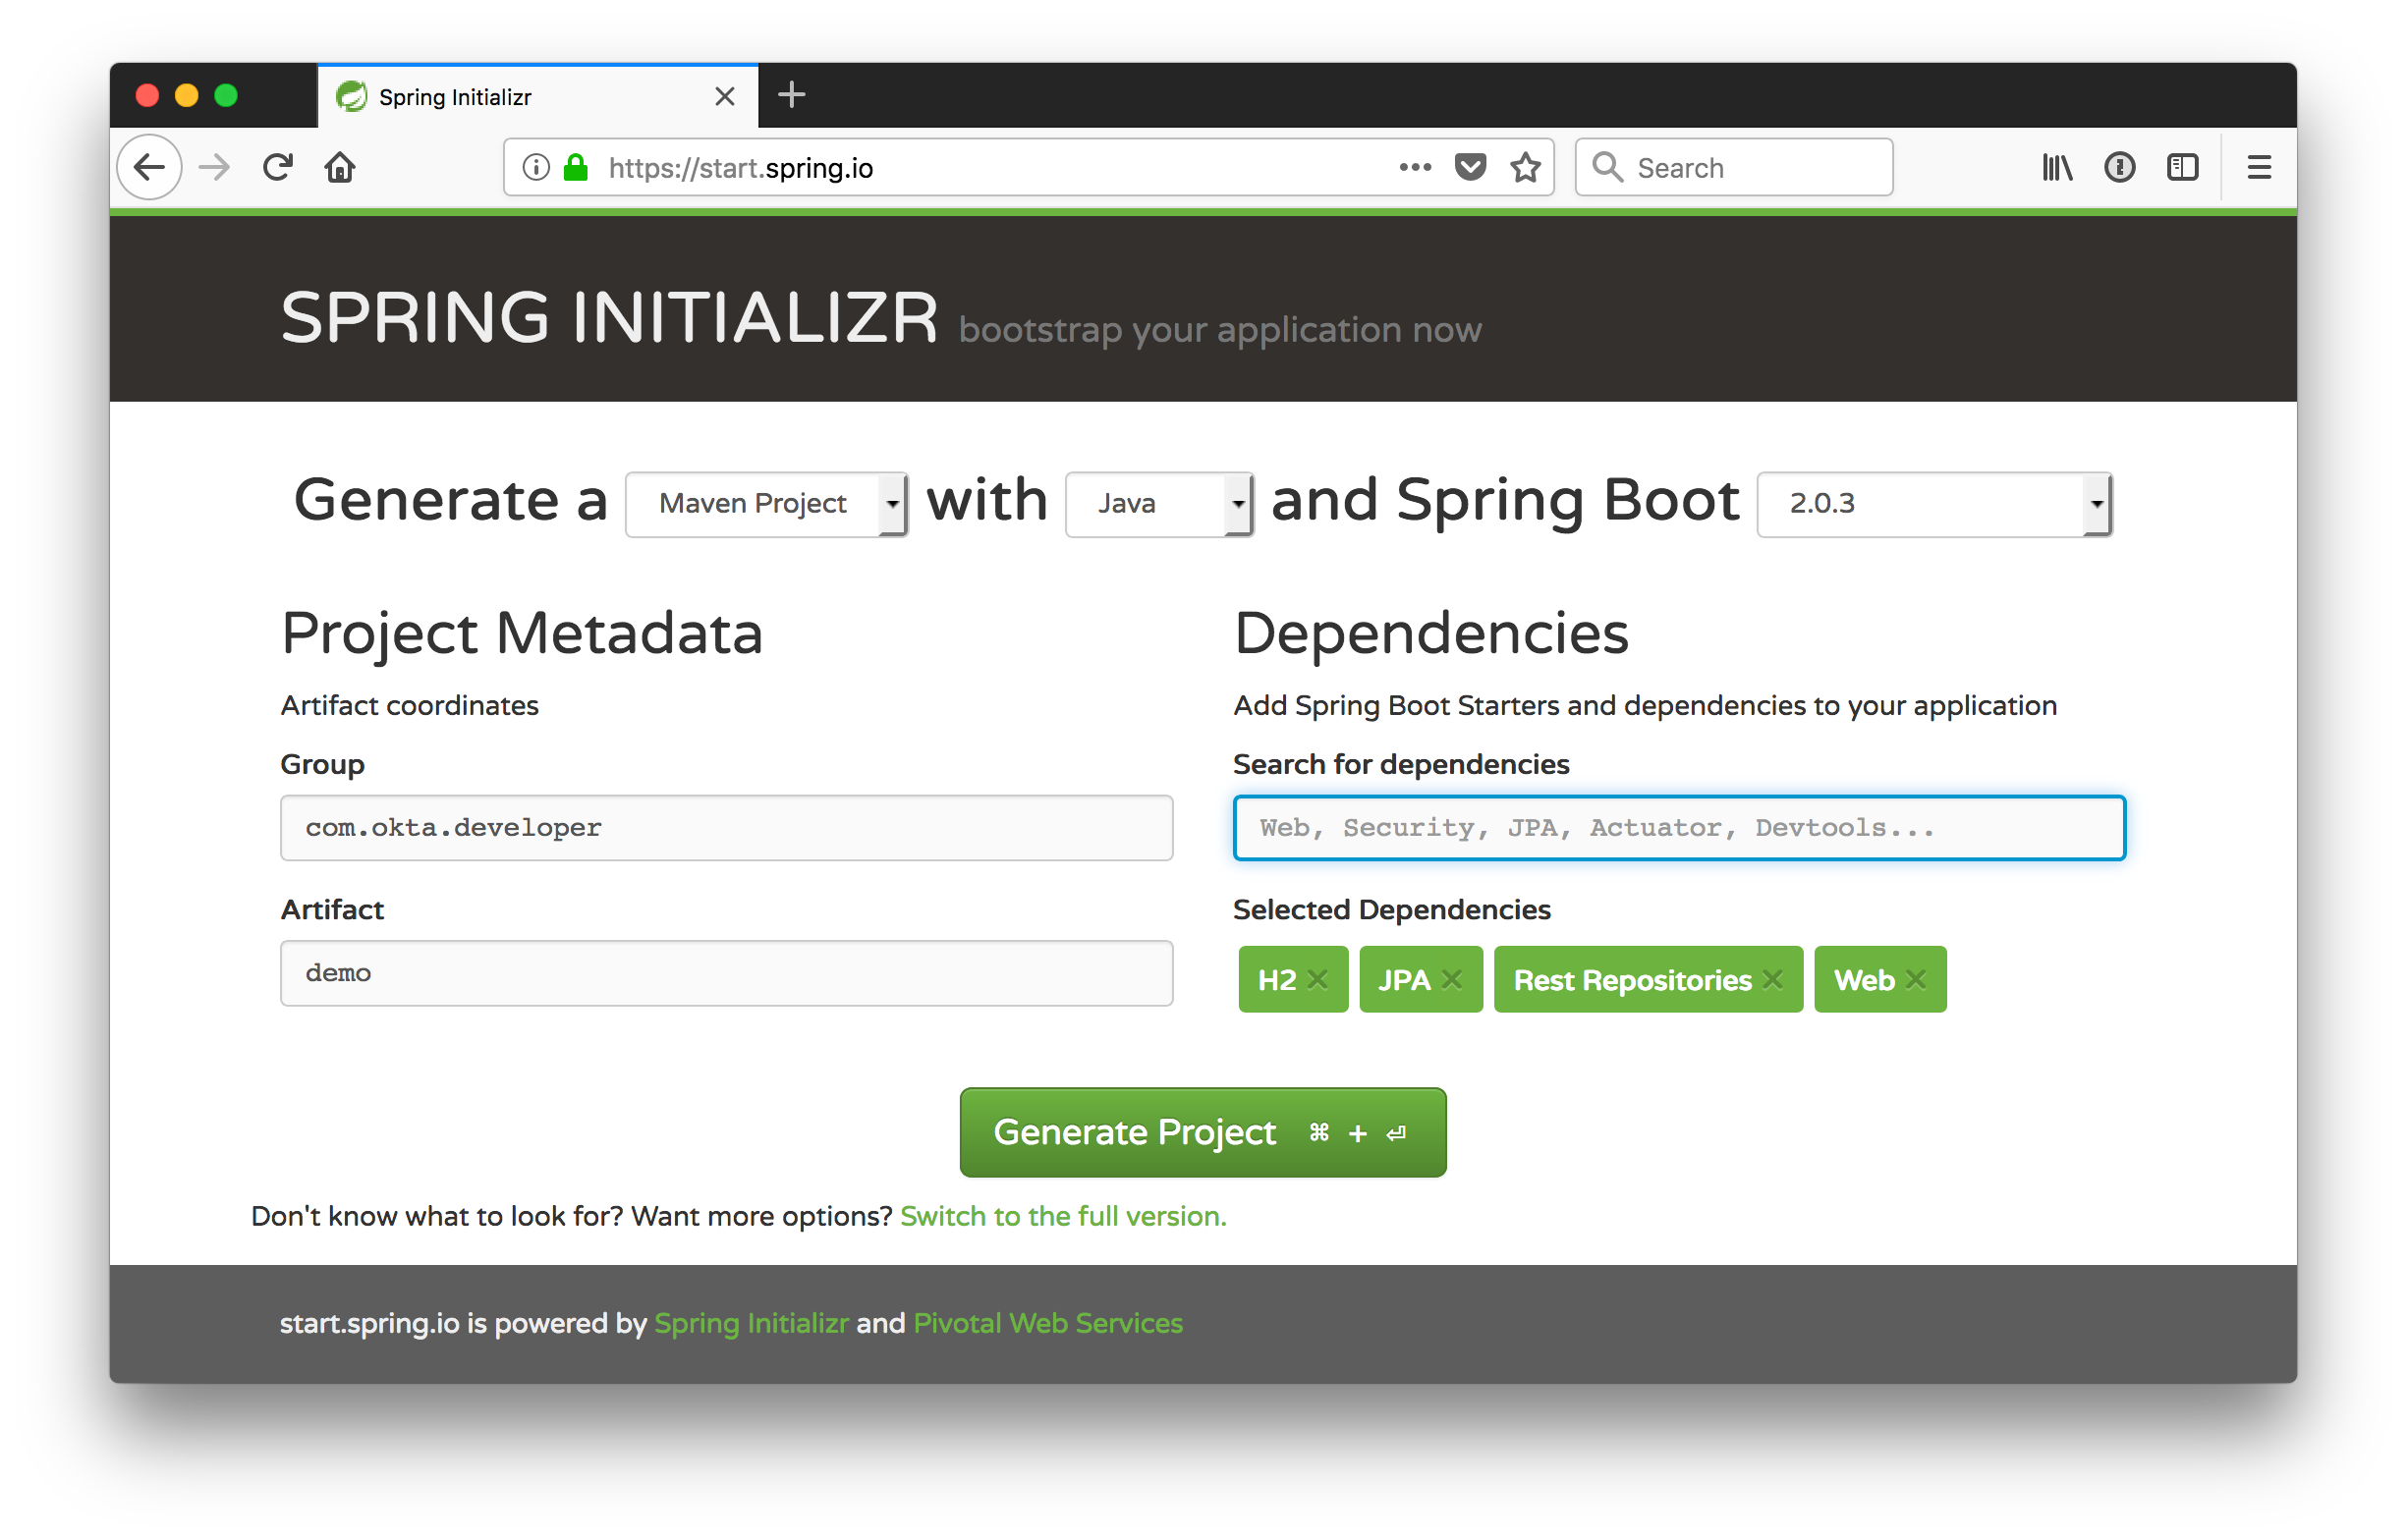 Spring Initializr
https://start.spring.io
Search
SPRING INITIALIZR bootstrap your application now
Generate a Maven Project with Java and Spring Boot 2.0.3
Project Metadata
Artifact coordinates
Group
com.okta.developer
Artifact
demo
Dependencies
Add Spring Boot Starters and dependencies to your application
Search for dependencies
Web, Security, JPA, Actuator, Devtools...
Selected Dependencies
H2 JPA Rest Repositories Web
Generate Project ⌘ + ⏎
Don't know what to look for? Want more options? Switch to the full version.
start.spring.io is powered by Spring Initializr and Pivotal Web Services